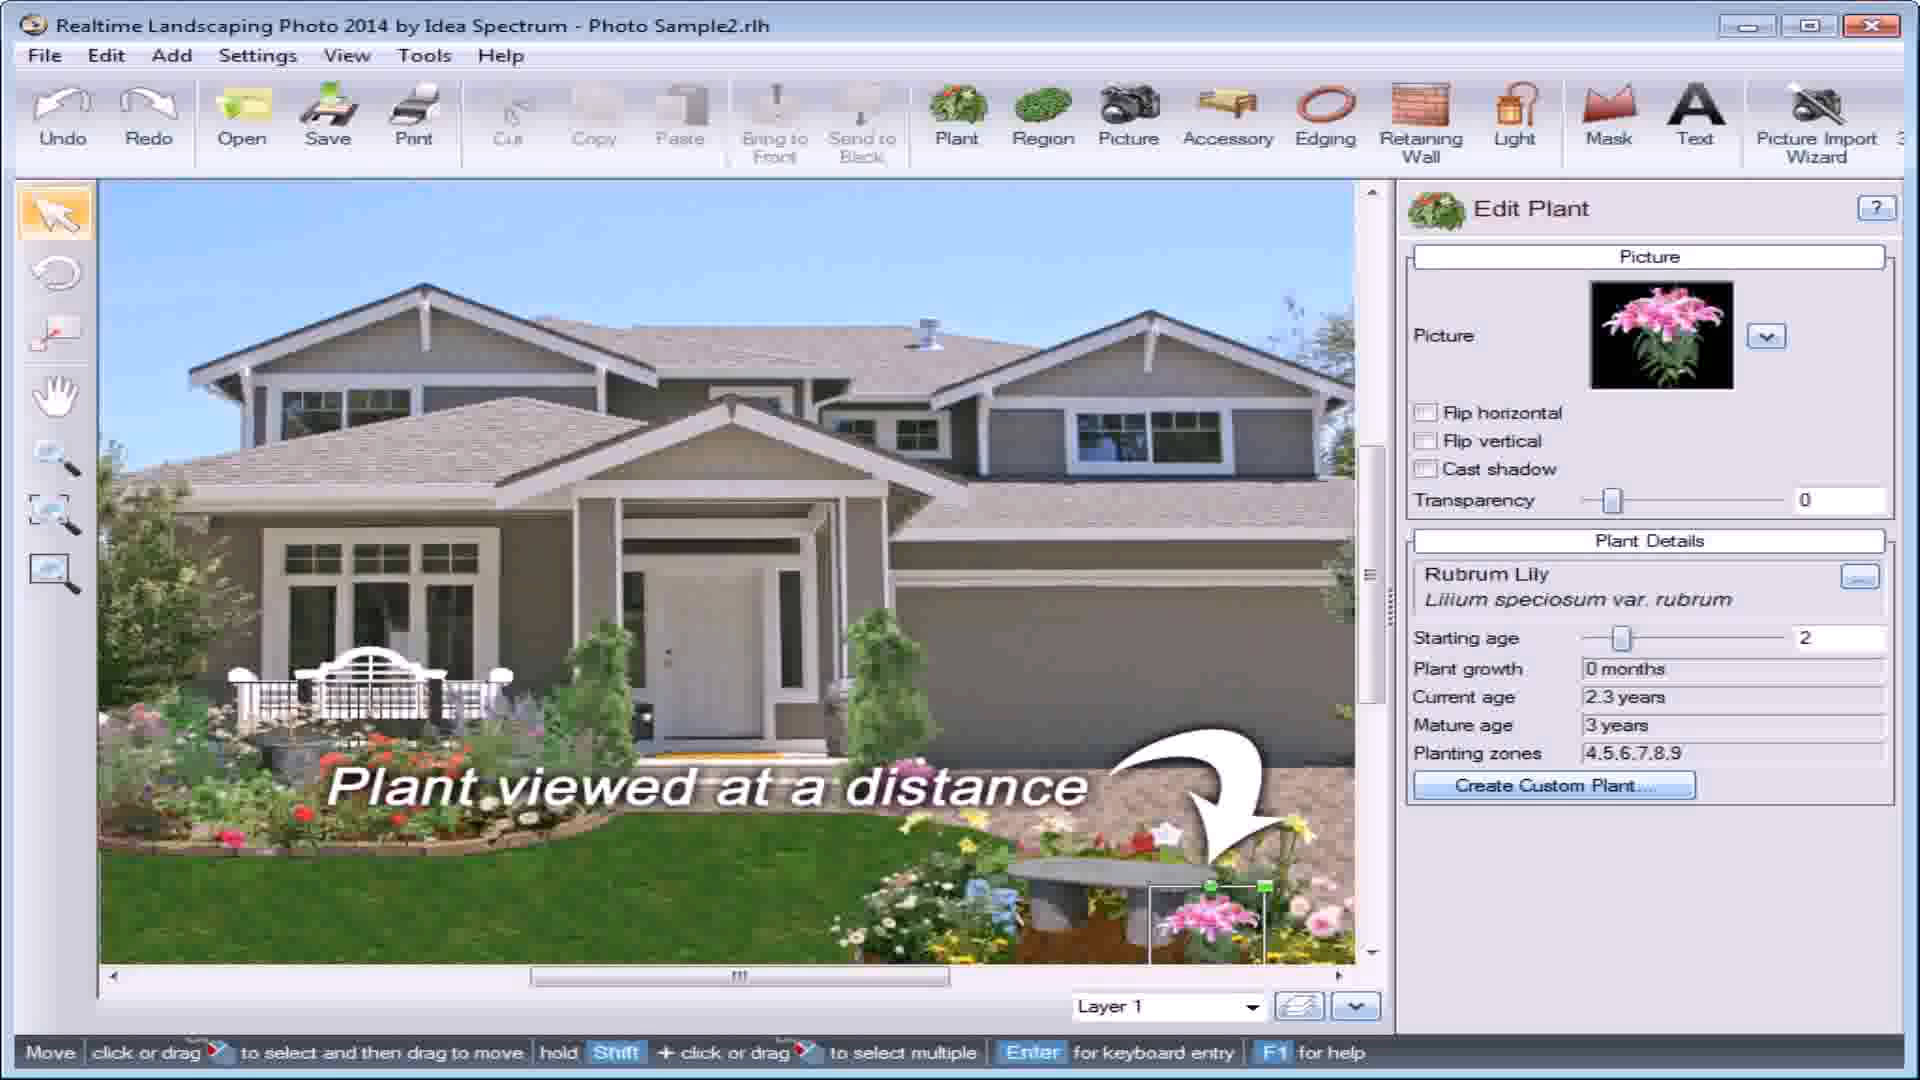 Realtime Landscaping Photo 2014 by Idea Spectrum - Photo Sample2.rlh
File Edit Add Settings View Tools Help
Undo Redo Open Save Print Cut Copy Paste Bring to Front Send to Back Plant Region Picture Accessory Edging Retaining Wall Light Mask A Text Picture Import Wizard
Edit Plant ?
Picture
Picture
Flip horizontal
Flip vertical
Cast shadow
Transparency 0
Plant Details
Rubrum Lily ...
Lilium speciosum var. rubrum
Starting age 2
Plant growth 0 months
Current age 2.3 years
Mature age 3 years
Planting zones 4,5,6,7,8,9
Create Custom Plant...
Plant viewed at a distance
Layer 1
Move click or drag to select and then drag to move hold Shift + click or drag to select multiple Enter for keyboard entry F1 for help